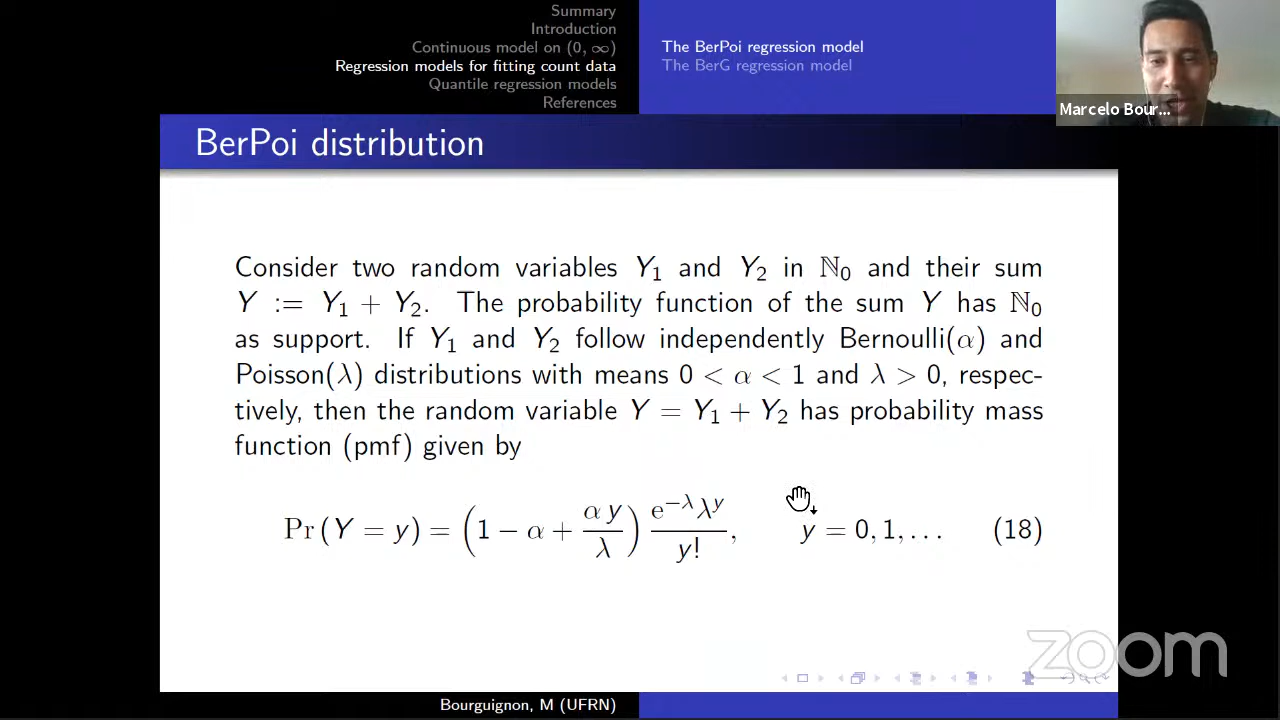 Summary
Introduction
Continuous model on (0, ∞)
Regression models for fitting count data
Quantile regression models
References
The BerPoi regression model
The BerG regression model
Marcelo Bour...
BerPoi distribution
Consider two random variables Y₁ and Y₂ in ℕ₀ and their sum
Y := Y₁ + Y₂. The probability function of the sum Y has ℕ₀
as support. If Y₁ and Y₂ follow independently Bernoulli(α) and
Poisson(λ) distributions with means 0 < α < 1 and λ > 0, respec-
tively, then the random variable Y = Y₁ + Y₂ has probability mass
function (pmf) given by
Pr (Y = y) = (1 − α + α y / λ) e^{−λ} λ^y / y!, y = 0, 1, . . . (18)
zoom
Bourguignon, M (UFRN)